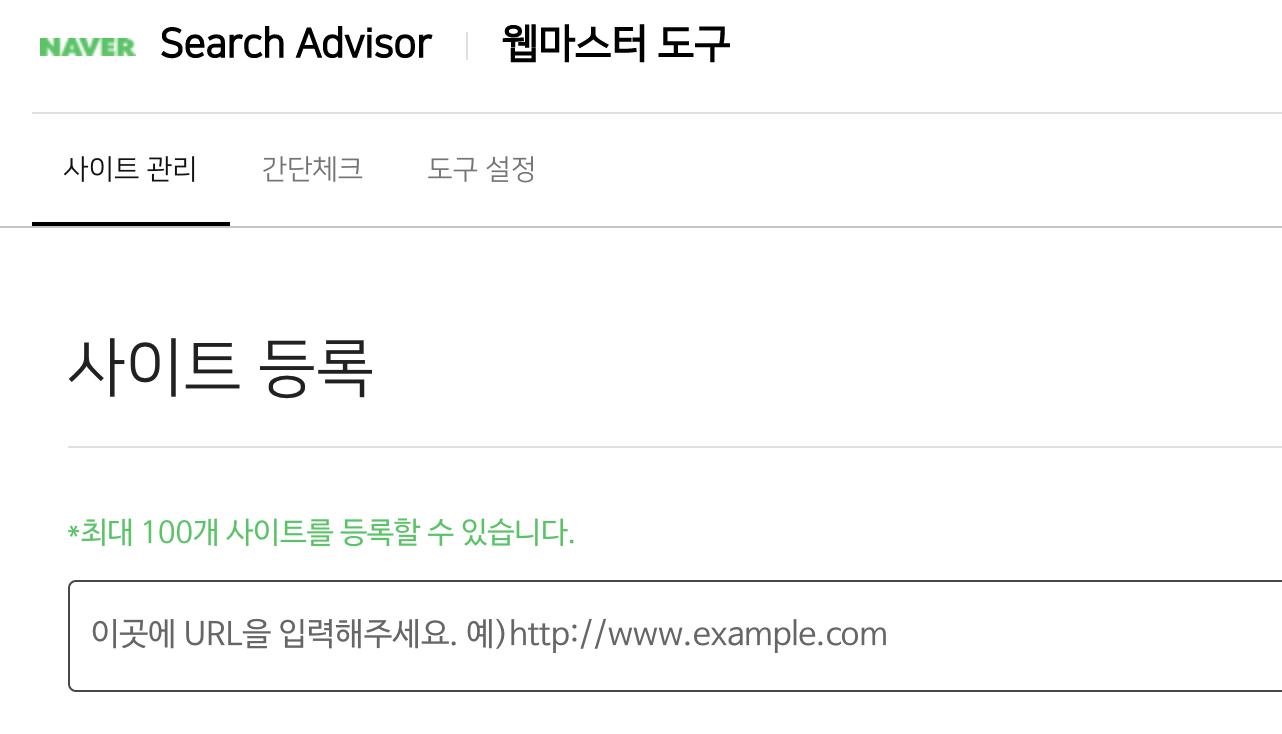 NAVER Search Advisor 웹마스터 도구
사이트 관리 간단체크 도구 설정
사이트 등록
*최대 100개 사이트를 등록할 수 있습니다.
이곳에 URL을 입력해주세요. 예)http://www.example.com